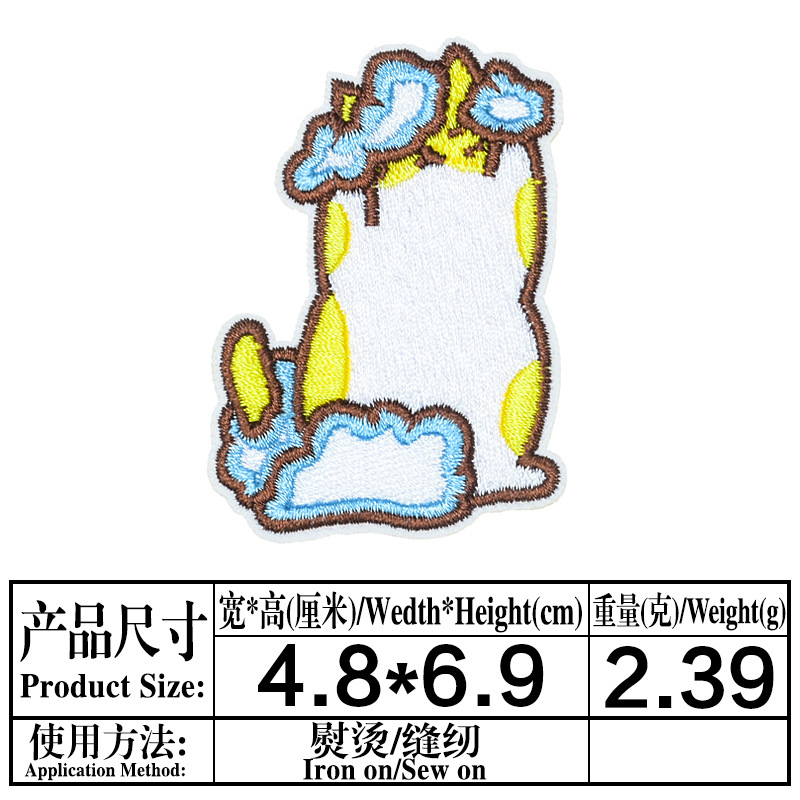 产品尺寸
Product Size:
宽*高(厘米)/Wedth*Height(cm)
重量(克)/Weight(g)
4.8*6.9
2.39
使用方法:
Application Method:
熨烫/缝纫
Iron on/Sew on